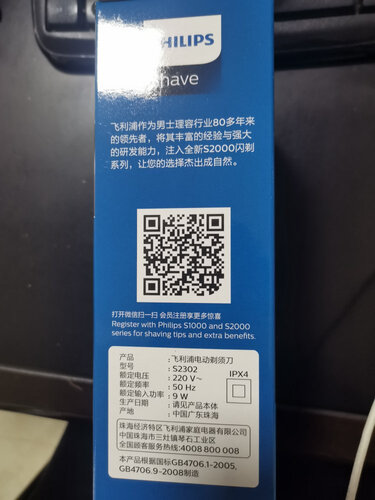 PHILIPS
have
飞利浦作为男士理容行业80多年来
的领先者，将其丰富的经验与强大
的研发能力，注入全新S2000闪剃
系列，让您的选择杰出成自然。
打开微信扫一扫 会员注册享更多惊喜
Register with Philips S1000 and S2000
series for shaving tips and extra benefits.
产品 : 飞利浦电动剃须刀
型号 : S2302
额定电压 : 220 V～
额定频率 : 50 Hz
额定输入功率 : 9 W
生产日期 : 请见产品本体
产地 : 中国广东珠海
IPX4
珠海经济特区飞利浦家庭电器有限公司
中国珠海市三灶镇琴石工业区
全国顾客服务热线:4008 800 008
本产品根据国标GB4706.1-2005,
GB4706.9-2008制造